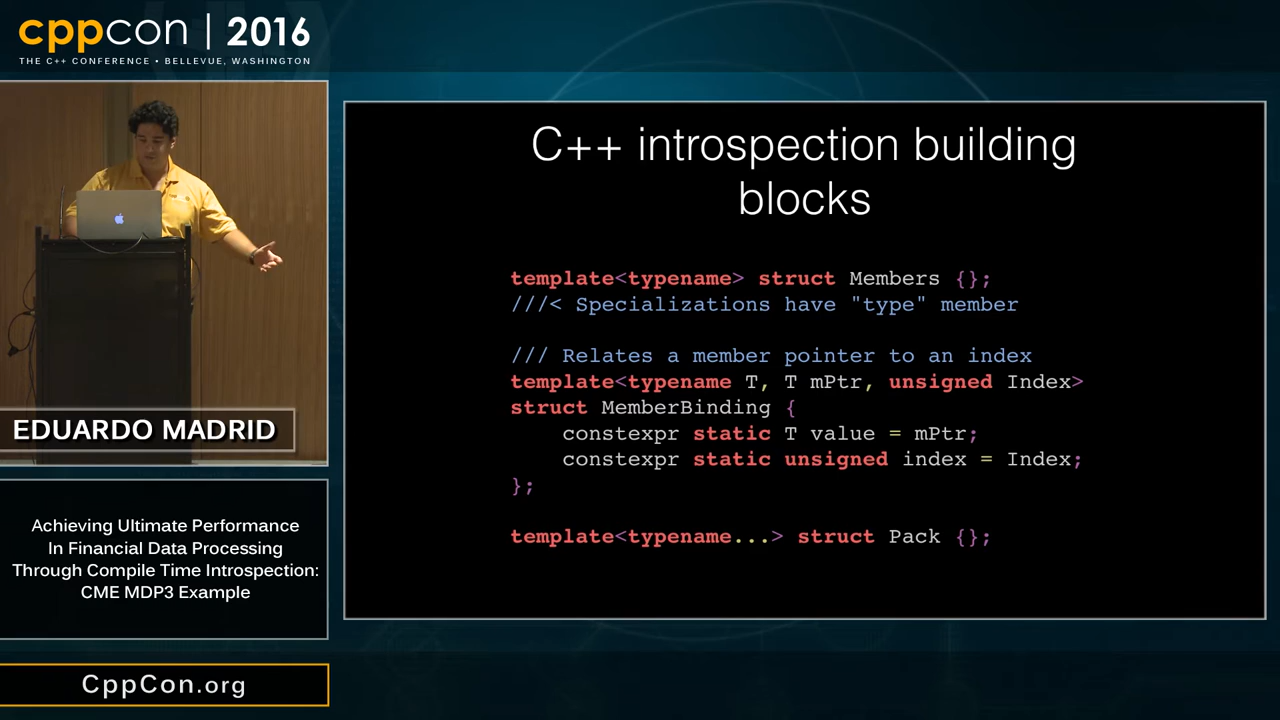 cppcon | 2016
THE C++ CONFERENCE • BELLEVUE, WASHINGTON
EDUARDO MADRID
Achieving Ultimate Performance
In Financial Data Processing
Through Compile Time Introspection:
CME MDP3 Example
CppCon.org
C++ introspection building
blocks
template<typename> struct Members {};
///< Specializations have "type" member
/// Relates a member pointer to an index
template<typename T, T mPtr, unsigned Index>
struct MemberBinding {
    constexpr static T value = mPtr;
    constexpr static unsigned index = Index;
};
template<typename...> struct Pack {};